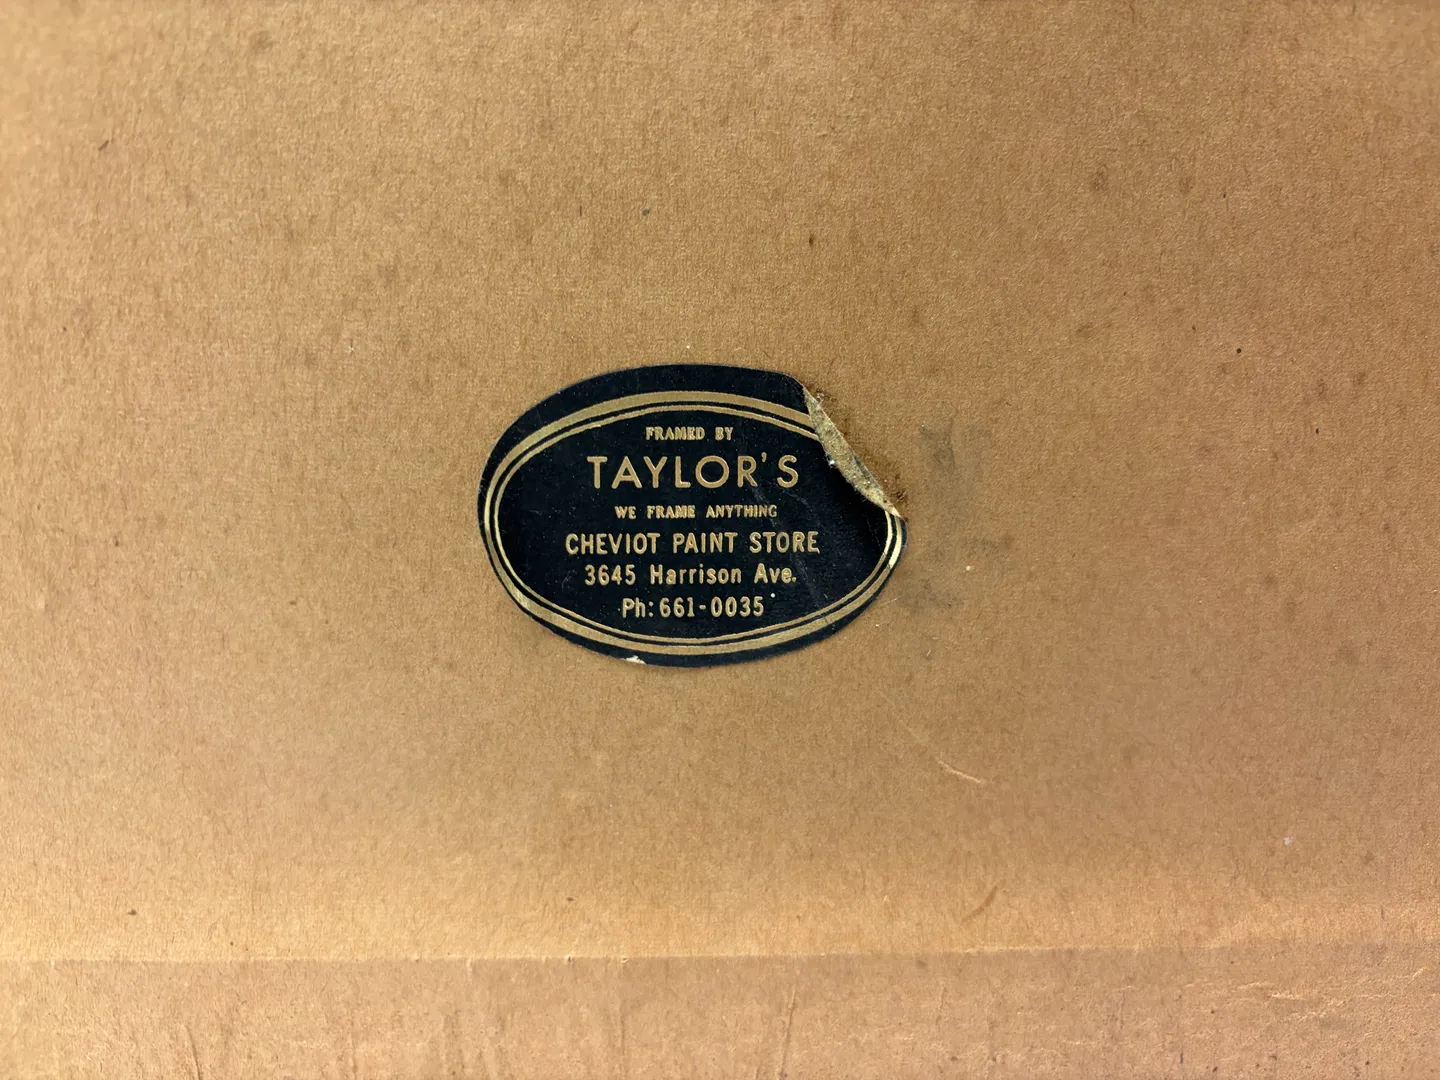 FRAMED BY
TAYLOR'S
WE FRAME ANYTHING
CHEVIOT PAINT STORE
3645 Harrison Ave.
Ph: 661-0035